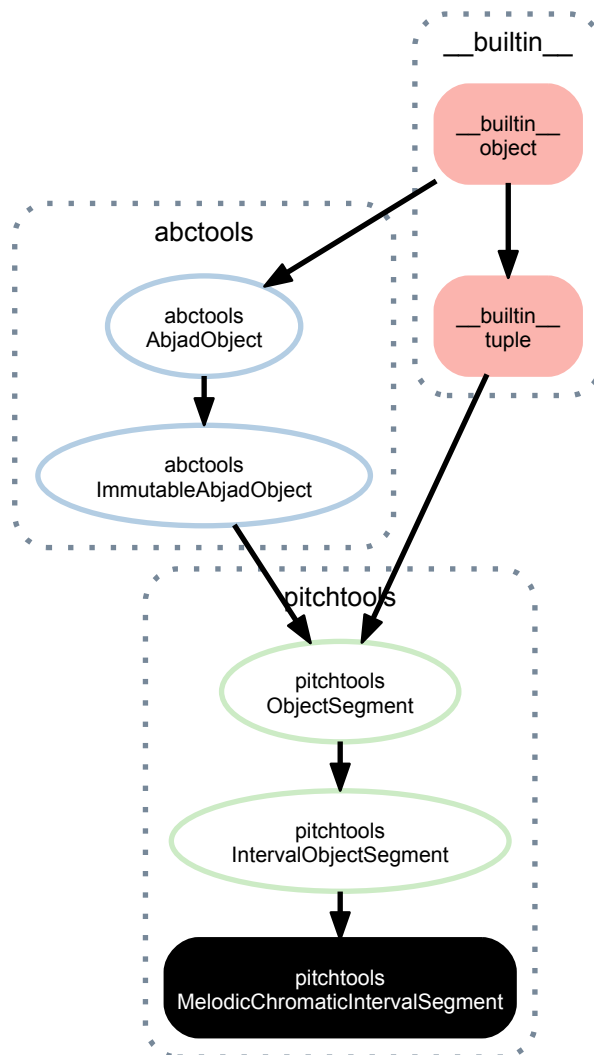 __builtin__
__builtin__
object
abctools
abctools
AbjadObject
__builtin__
tuple
abctools
ImmutableAbjadObject
pitchtools
pitchtools
ObjectSegment
pitchtools
IntervalObjectSegment
pitchtools
MelodicChromaticIntervalSegment